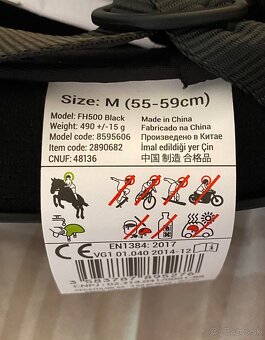 Size: M (55-59cm)
Model: FH500 Black
Weight: 490 +/-15 g
Model code: 8595606
Item code: 2890682
CNUF: 48136
Made in China
Fabricado na China
Произведено в Китае
İmal edildiği yer Çin
中国 制造 合格品
CE EN1384: 2017
VG1 01.040 2014-12